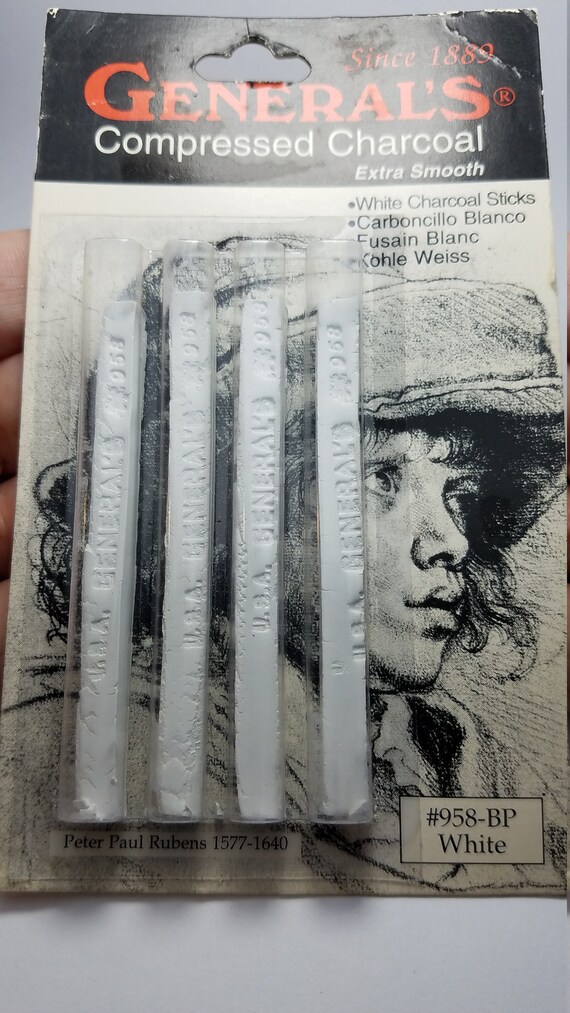 Since 1889
GENERAL'S®
Compressed Charcoal
Extra Smooth
•White Charcoal Sticks
•Carboncillo Blanco
Fusain Blanc
Kohle Weiss
U.S.A. GENERAL'S 958
U.S.A. GENERAL'S 958
U.S.A. GENERAL'S 958
U.S.A. GENERAL'S 958
#958-BP
White
Peter Paul Rubens 1577-1640